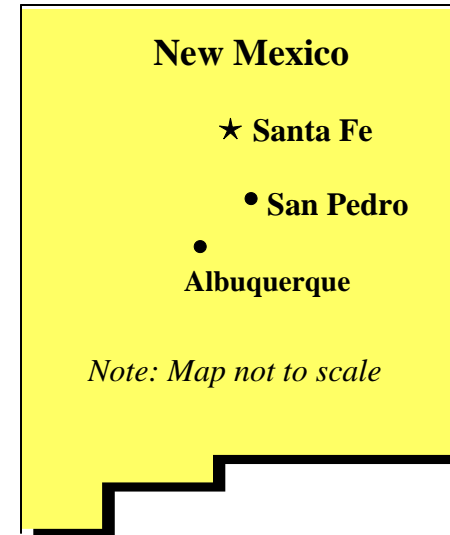 New Mexico
Santa Fe
San Pedro
Albuquerque
Note: Map not to scale